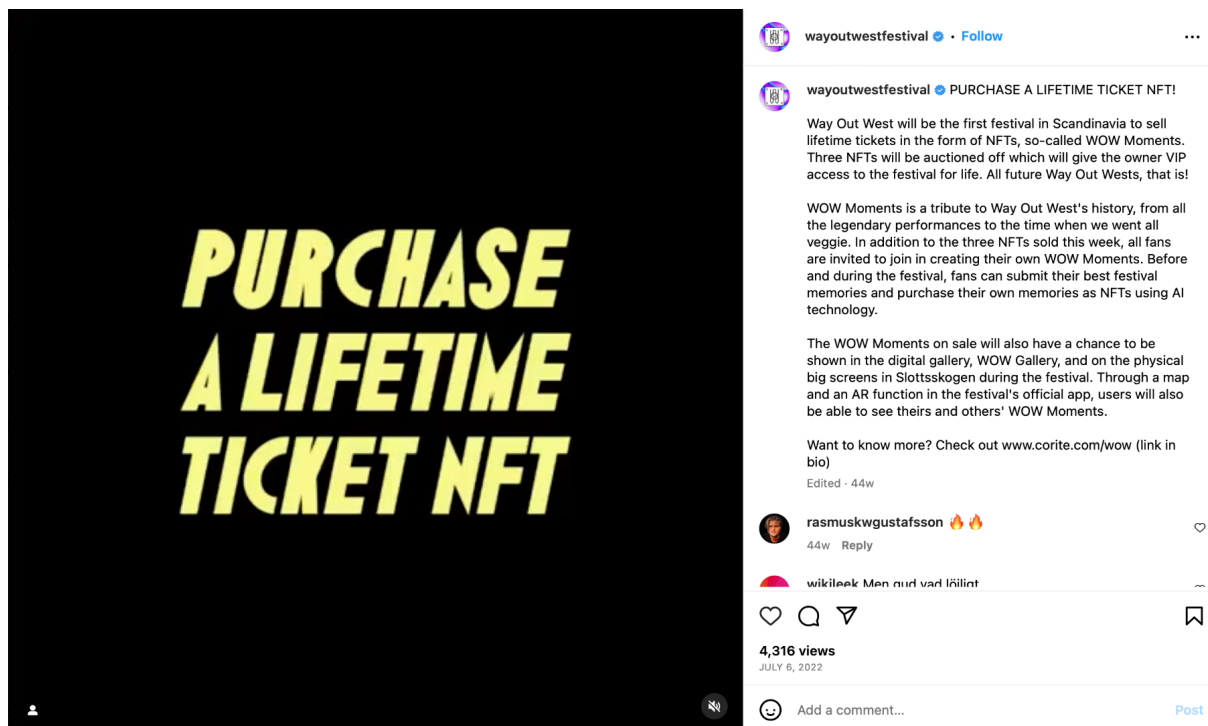 PURCHASE
A LIFETIME
TICKET NFT
wayoutwestfestival • Follow
wayoutwestfestival PURCHASE A LIFETIME TICKET NFT!
Way Out West will be the first festival in Scandinavia to sell
lifetime tickets in the form of NFTs, so-called WOW Moments.
Three NFTs will be auctioned off which will give the owner VIP
access to the festival for life. All future Way Out Wests, that is!
WOW Moments is a tribute to Way Out West's history, from all
the legendary performances to the time when we went all
veggie. In addition to the three NFTs sold this week, all fans
are invited to join in creating their own WOW Moments. Before
and during the festival, fans can submit their best festival
memories and purchase their own memories as NFTs using AI
technology.
The WOW Moments on sale will also have a chance to be
shown in the digital gallery, WOW Gallery, and on the physical
big screens in Slottsskogen during the festival. Through a map
and an AR function in the festival's official app, users will also
be able to see theirs and others' WOW Moments.
Want to know more? Check out www.corite.com/wow (link in
bio)
Edited · 44w
rasmuskwgustafsson 🔥🔥
44w Reply
wikileek Men gud vad löjligt
4,316 views
JULY 6, 2022
Add a comment...
Post